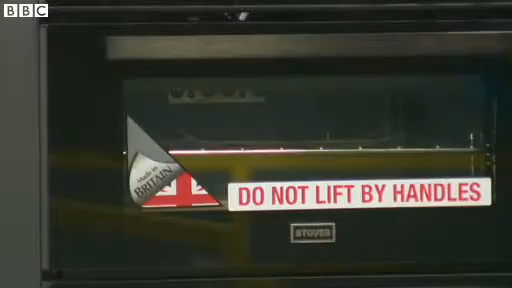 BBC
Made in
BRITAIN
DO NOT LIFT BY HANDLES
STOVES